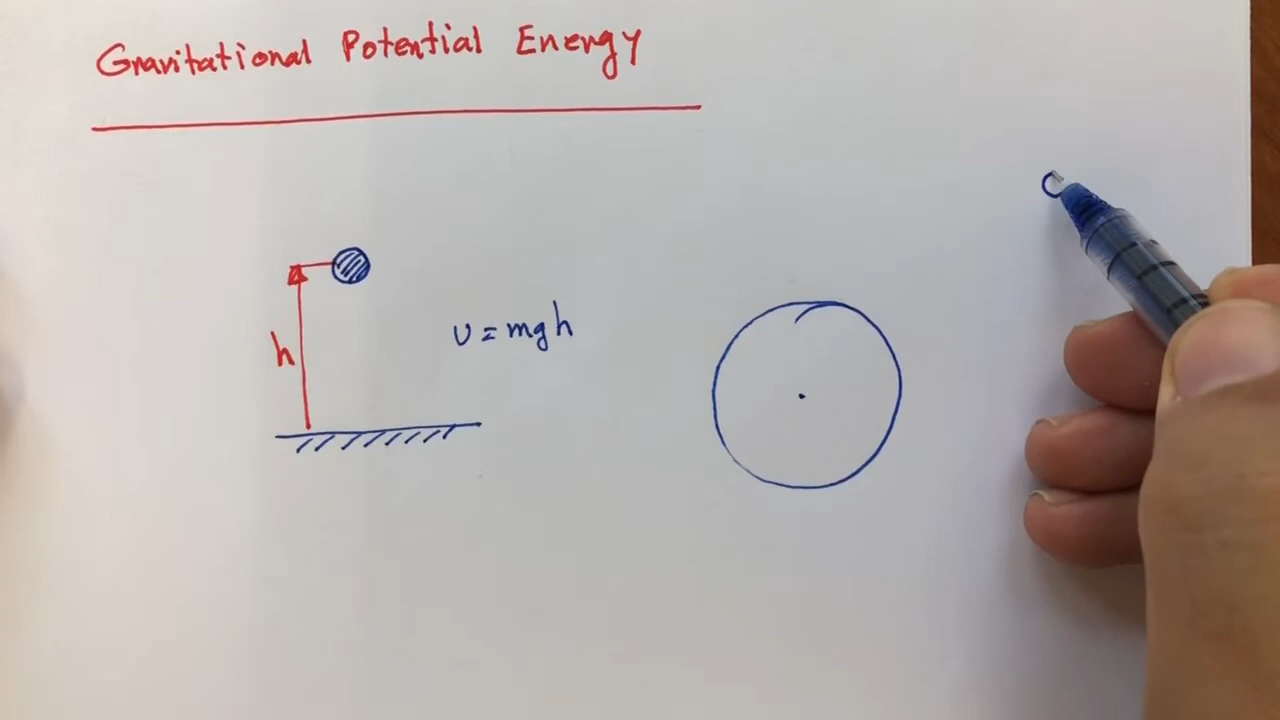 Gravitational Potential Energy
h
U = mgh